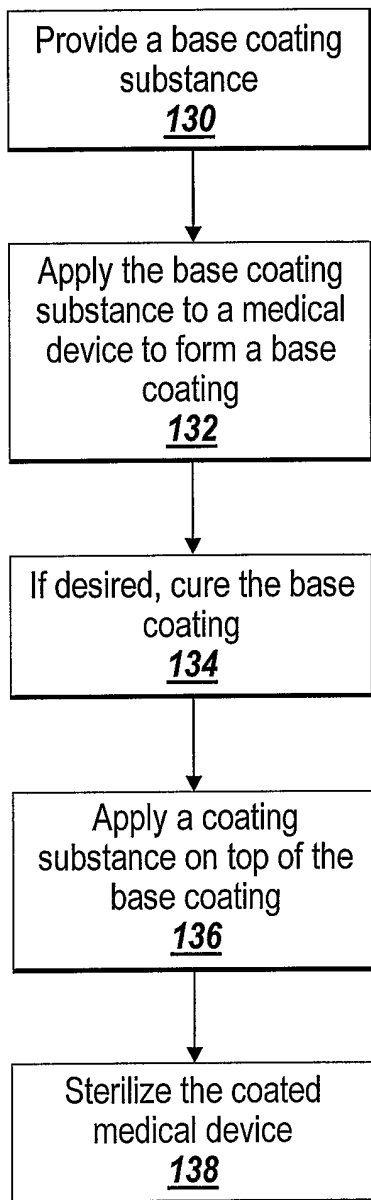 Provide a base coating
substance
130
Apply the base coating
substance to a medical
device to form a base
coating
132
If desired, cure the base
coating
134
Apply a coating
substance on top of the
base coating
136
Sterilize the coated
medical device
138